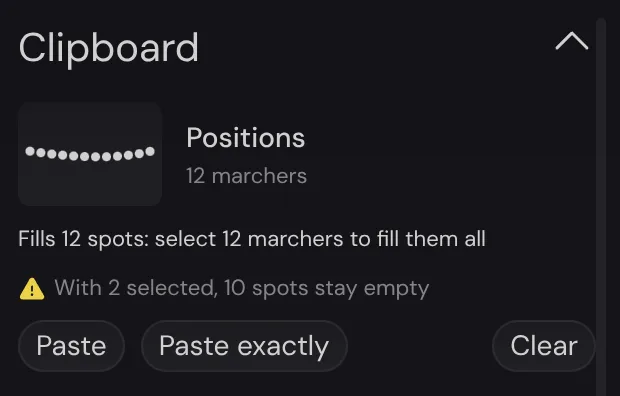 Clipboard
Positions
12 marchers
Fills 12 spots: select 12 marchers to fill them all
With 2 selected, 10 spots stay empty
Paste
Paste exactly
Clear